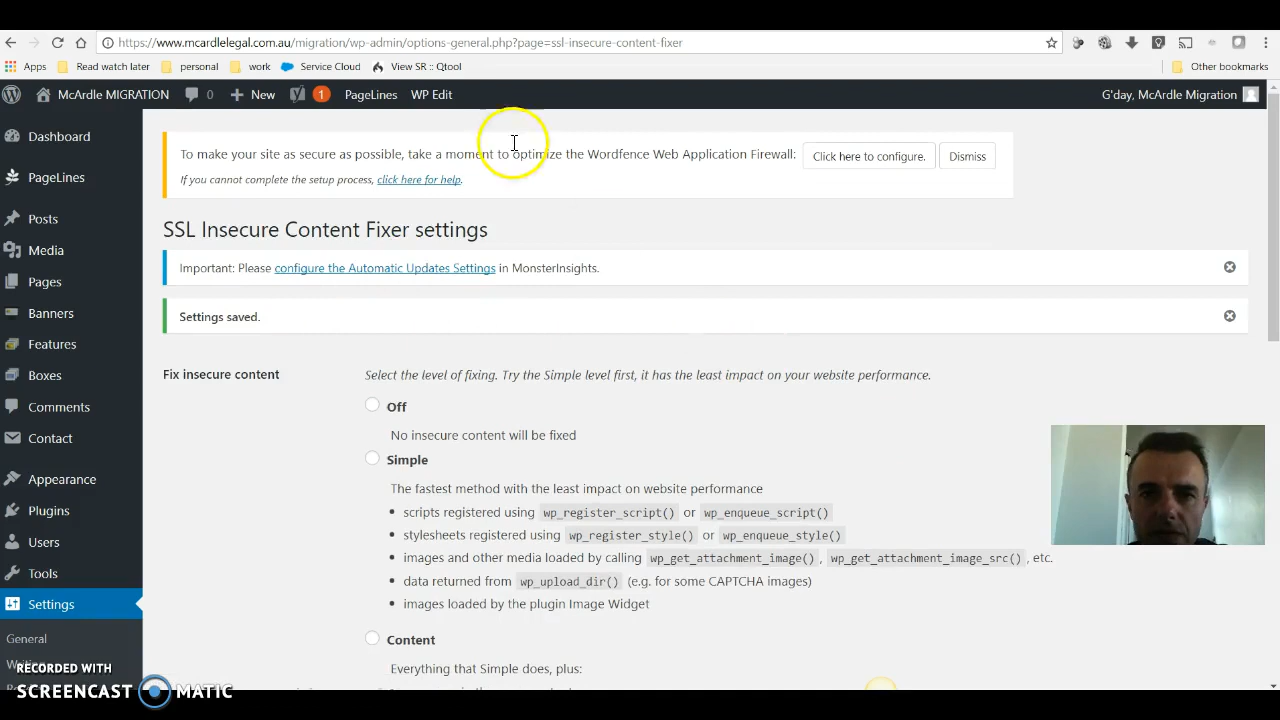 https://www.mcardlelegal.com.au/migration/wp-admin/options-general.php?page=ssl-insecure-content-fixer
Apps Read watch later personal work Service Cloud View SR :: Qtool Other bookmarks
McArdle MIGRATION 0 New 1 PageLines WP Edit G'day, McArdle Migration
Dashboard
PageLines
Posts
Media
Pages
Banners
Features
Boxes
Comments
Contact
Appearance
Plugins
Users
Tools
Settings
General
To make your site as secure as possible, take a moment to optimize the Wordfence Web Application Firewall: Click here to configure. Dismiss
If you cannot complete the setup process, click here for help.
SSL Insecure Content Fixer settings
Important: Please configure the Automatic Updates Settings in MonsterInsights.
Settings saved.
Fix insecure content
Select the level of fixing. Try the Simple level first, it has the least impact on your website performance.
Off
No insecure content will be fixed
Simple
The fastest method with the least impact on website performance
• scripts registered using wp_register_script() or wp_enqueue_script()
• stylesheets registered using wp_register_style() or wp_enqueue_style()
• images and other media loaded by calling wp_get_attachment_image() , wp_get_attachment_image_src() , etc.
• data returned from wp_upload_dir() (e.g. for some CAPTCHA images)
• images loaded by the plugin Image Widget
Content
Everything that Simple does, plus:
RECORDED WITH
SCREENCAST MATIC